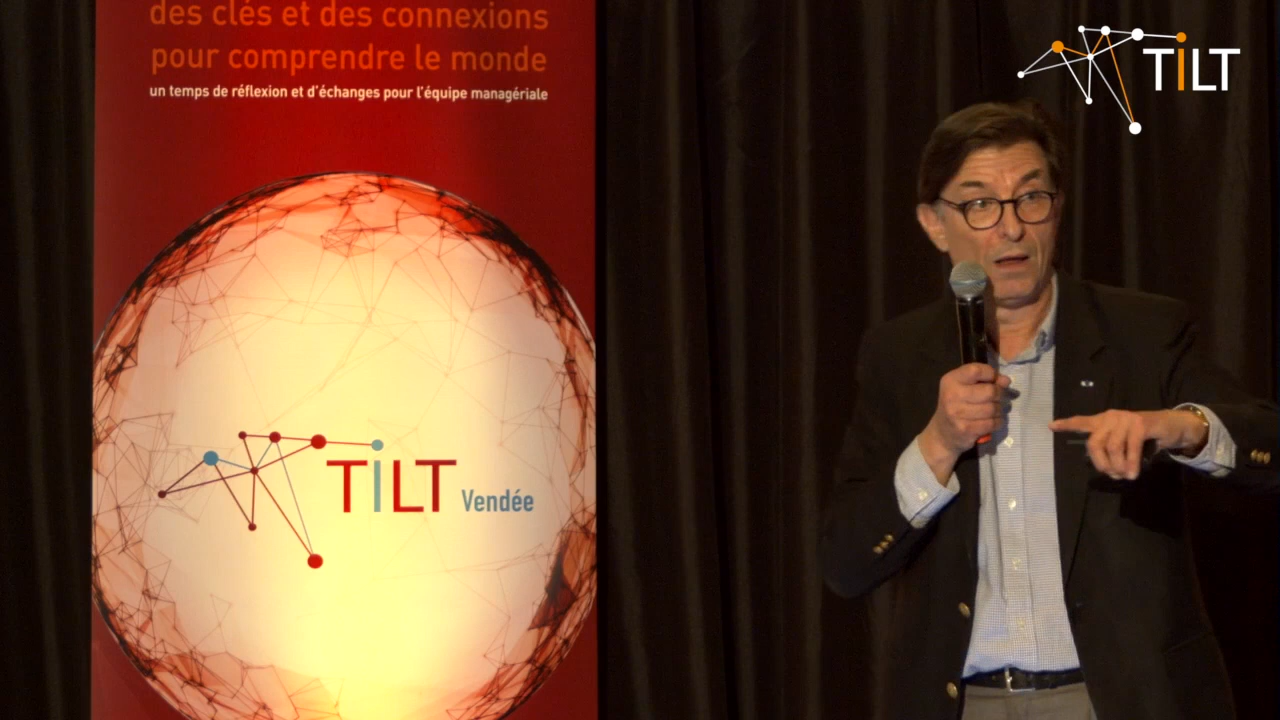 des clés et des connexions
pour comprendre le monde
un temps de réflexion et d'échanges pour l'équipe managériale
TiLT
TiLT Vendée